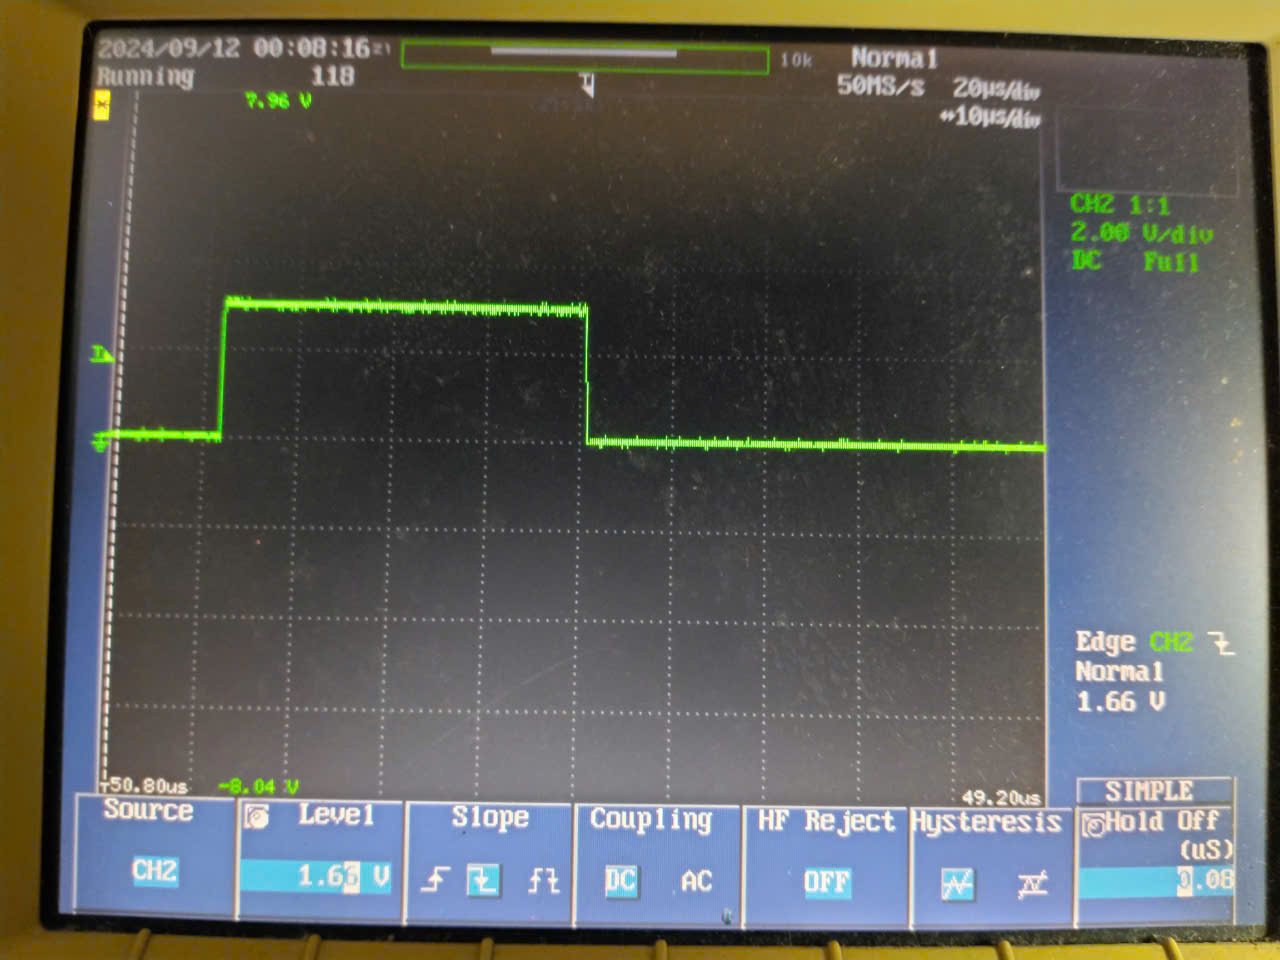 2024/09/12 00:08:16
10k
Normal
Running 118
50MS/s 20µs/div
↔10µs/div
7.96 V
T
CH2 1:1
2.00 V/div
DC Full
T
Edge CH2
Normal
1.66 V
-50.80us
-8.04 V
49.20us
SIMPLE
Source
Level
Slope
Coupling
HF Reject
Hysteresis
Hold Off
(uS)
CH2
1.66 V
DC AC
OFF
0.08